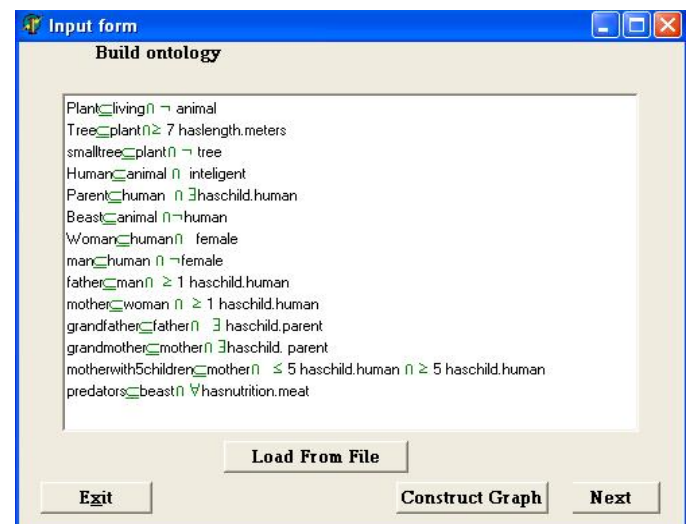 Input form
Build ontology
Plant⊆living∩ ¬ animal
Tree⊆plant∩≥ 7 haslength.meters
smalltree⊆plant∩ ¬ tree
Human⊆animal ∩ inteligent
Parent⊆human ∩ ∃haschild.human
Beast⊆animal ∩¬human
Woman⊆human∩ female
man⊆human ∩ ¬female
father⊆man∩ ≥ 1 haschild.human
mother⊆woman ∩ ≥ 1 haschild.human
grandfather⊆father∩ ∃ haschild.parent
grandmother⊆mother∩ ∃haschild. parent
motherwith5children⊆mother∩ ≤ 5 haschild.human ∩ ≥ 5 haschild.human
predators⊆beast∩ ∀hasnutrition.meat
Load From File
Exit Construct Graph Next